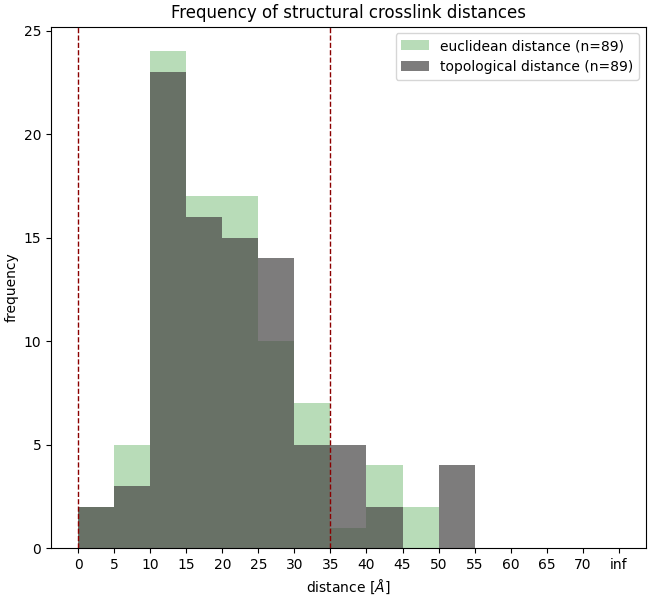 Frequency of structural crosslink distances
euclidean distance (n=89)
topological distance (n=89)
frequency
25
20
15
10
5
0
0 5 10 15 20 25 30 35 40 45 50 55 60 65 70 inf
distance [Å]